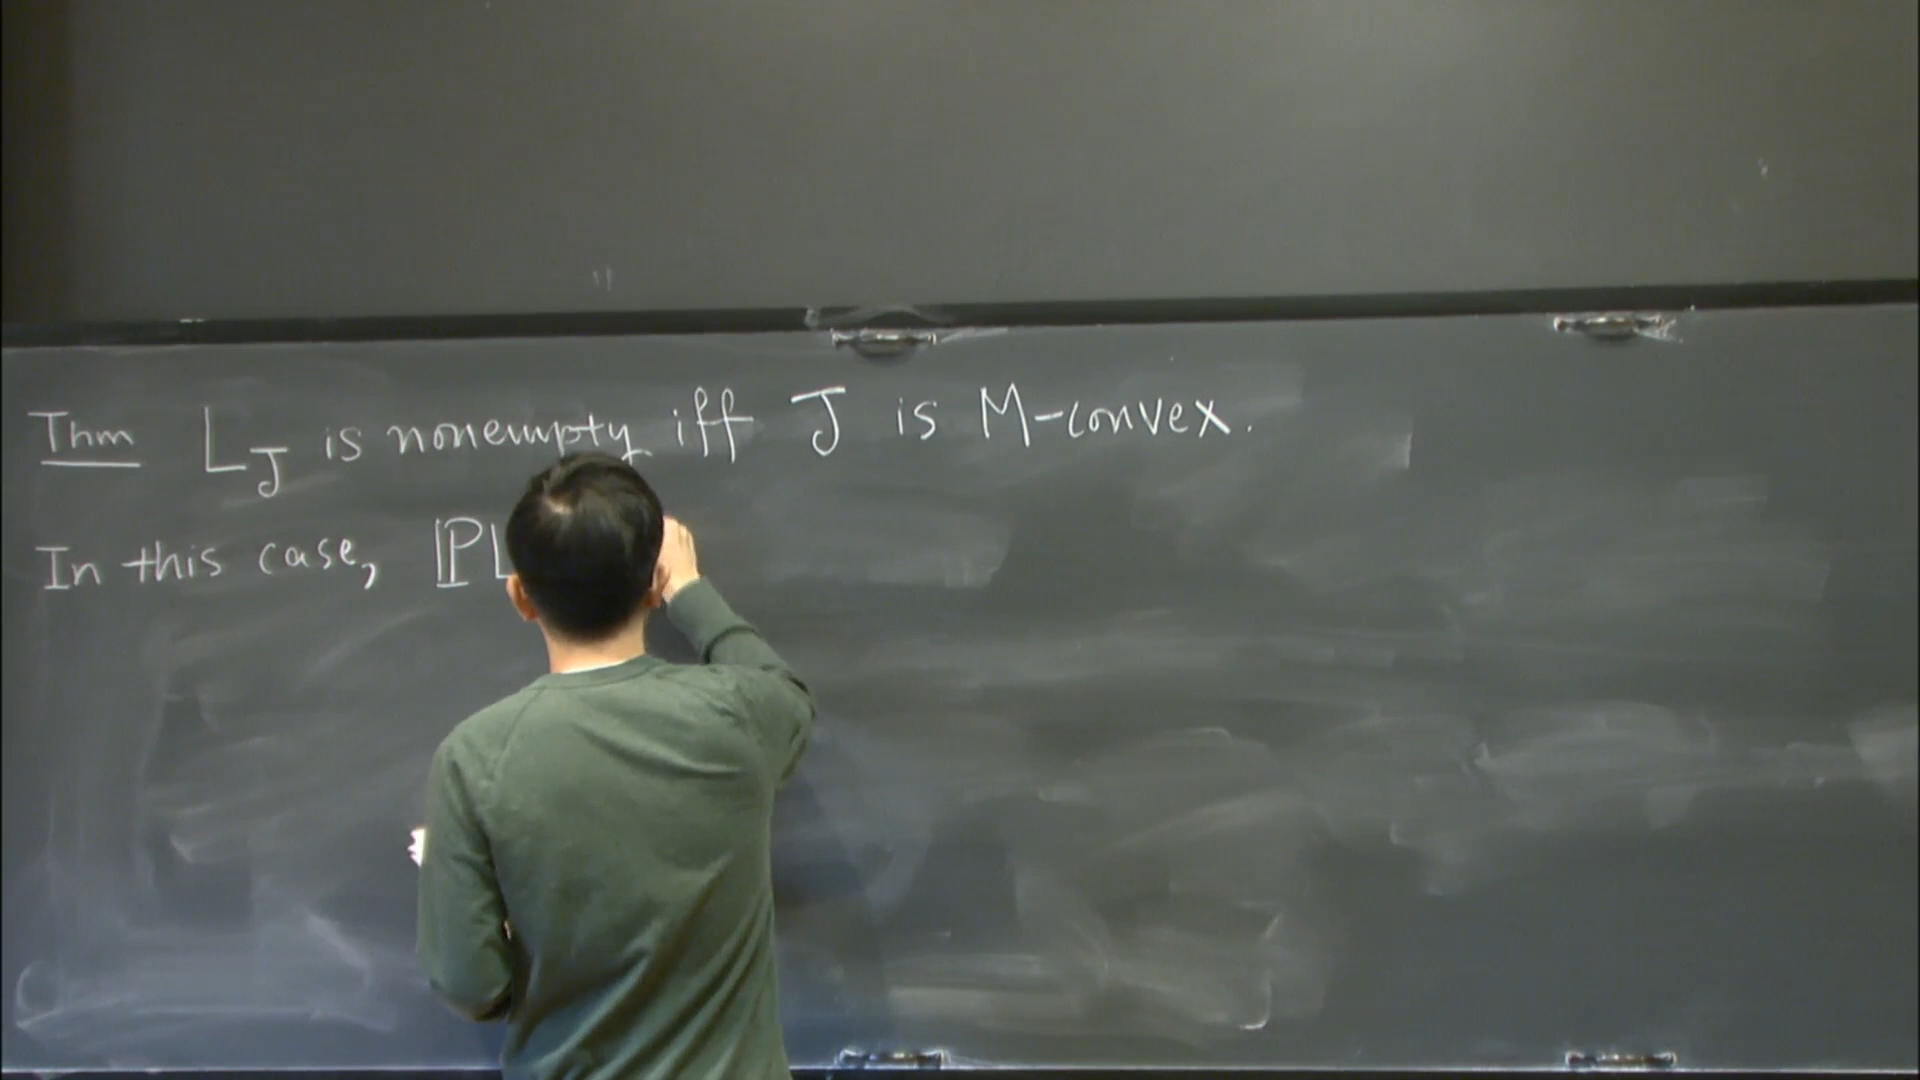 Thm L_J is nonempty iff J is M-convex.
In this case, ℙL